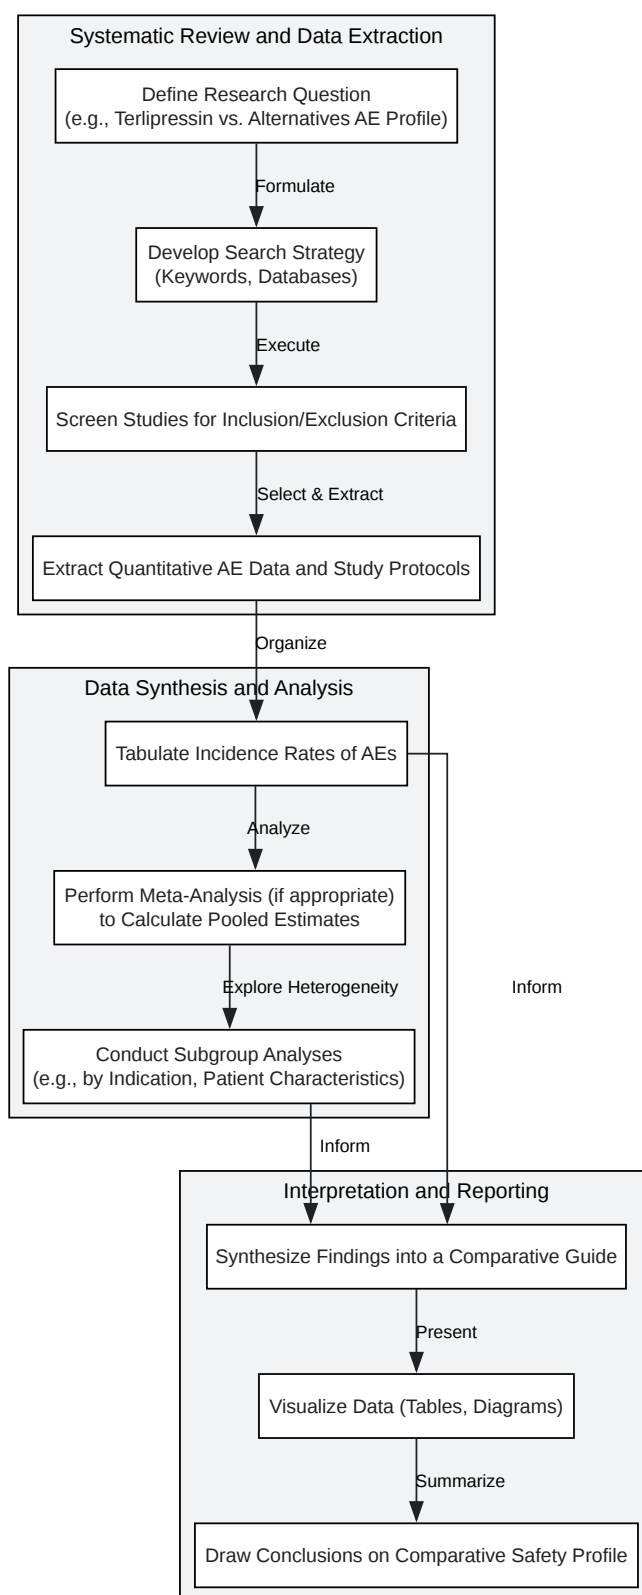 Systematic Review and Data Extraction
Define Research Question
(e.g., Terlipressin vs. Alternatives AE Profile)
Formulate
Develop Search Strategy
(Keywords, Databases)
Execute
Screen Studies for Inclusion/Exclusion Criteria
Select & Extract
Extract Quantitative AE Data and Study Protocols
Organize
Data Synthesis and Analysis
Tabulate Incidence Rates of AEs
Analyze
Perform Meta-Analysis (if appropriate)
to Calculate Pooled Estimates
Explore Heterogeneity
Inform
Conduct Subgroup Analyses
(e.g., by Indication, Patient Characteristics)
Inform
Interpretation and Reporting
Synthesize Findings into a Comparative Guide
Present
Visualize Data (Tables, Diagrams)
Summarize
Draw Conclusions on Comparative Safety Profile